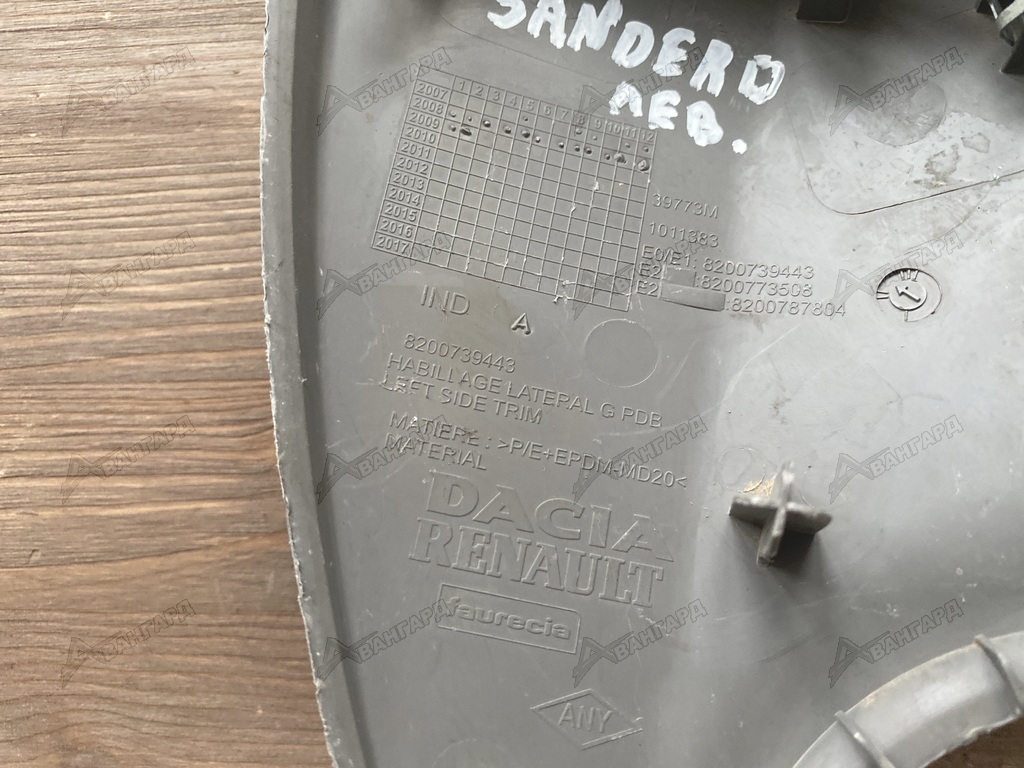 SANDERO
ЛЕВ.
1 2 3 4 5 6 7 8 9 10 11 12
2007
2008
2009
2010
2011
2012
2013
2014
2015
2016
2017
39773M
1011383
E0/E1: 8200739443
E2 :8200773508
E2 :8200787804
IND A
8200739443
HABILLAGE LATERAL G PDB
LEFT SIDE TRIM
MATIERE : >P/E+EPDM-MD20<
MATERIAL
DACIA
RENAULT
faurecia
ANY
АВАНГАРД